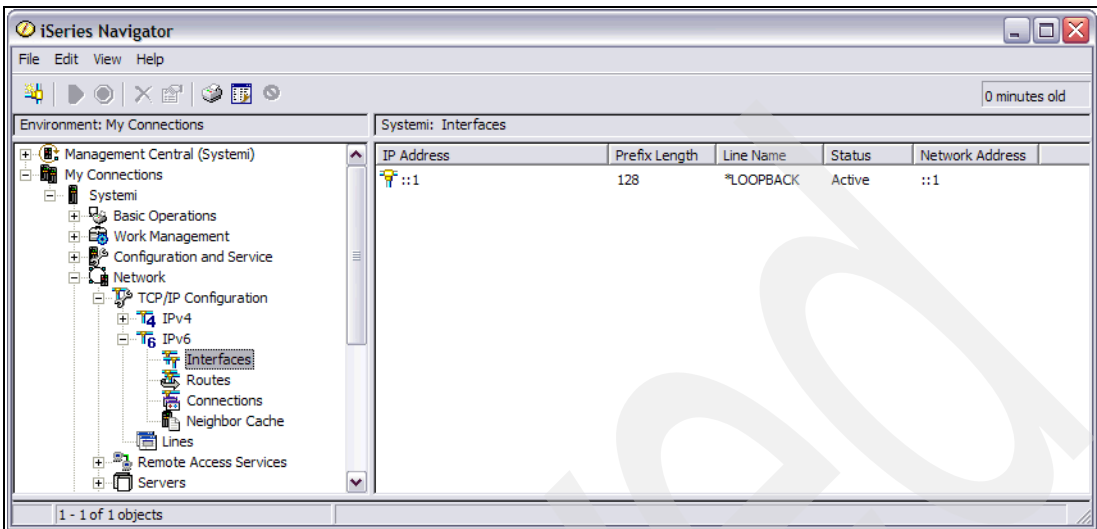 iSeries Navigator
File Edit View Help
0 minutes old
Environment: My Connections
Systemi: Interfaces
Management Central (Systemi)
My Connections
Systemi
Basic Operations
Work Management
Configuration and Service
Network
TCP/IP Configuration
IPv4
IPv6
Interfaces
Routes
Connections
Neighbor Cache
Lines
Remote Access Services
Servers
IP Address Prefix Length Line Name Status Network Address
::1 128 *LOOPBACK Active ::1
1 - 1 of 1 objects